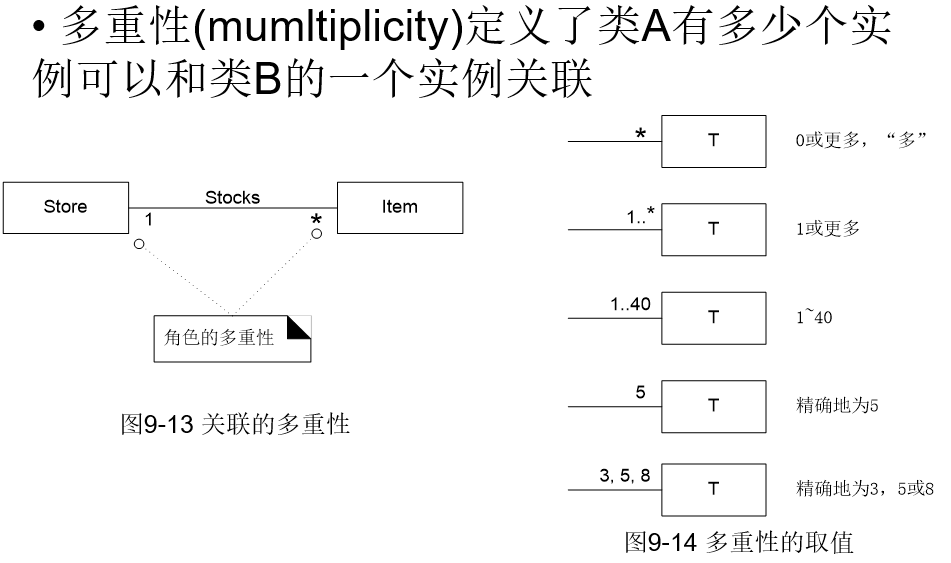 • 多重性(mumltiplicity)定义了类A有多少个实
例可以和类B的一个实例关联
Store
Stocks
1
*
Item
角色的多重性
图9-13 关联的多重性
*
T
0或更多，“多”
1..*
T
1或更多
1..40
T
1~40
5
T
精确地为5
3, 5, 8
T
精确地为3，5或8
图9-14 多重性的取值